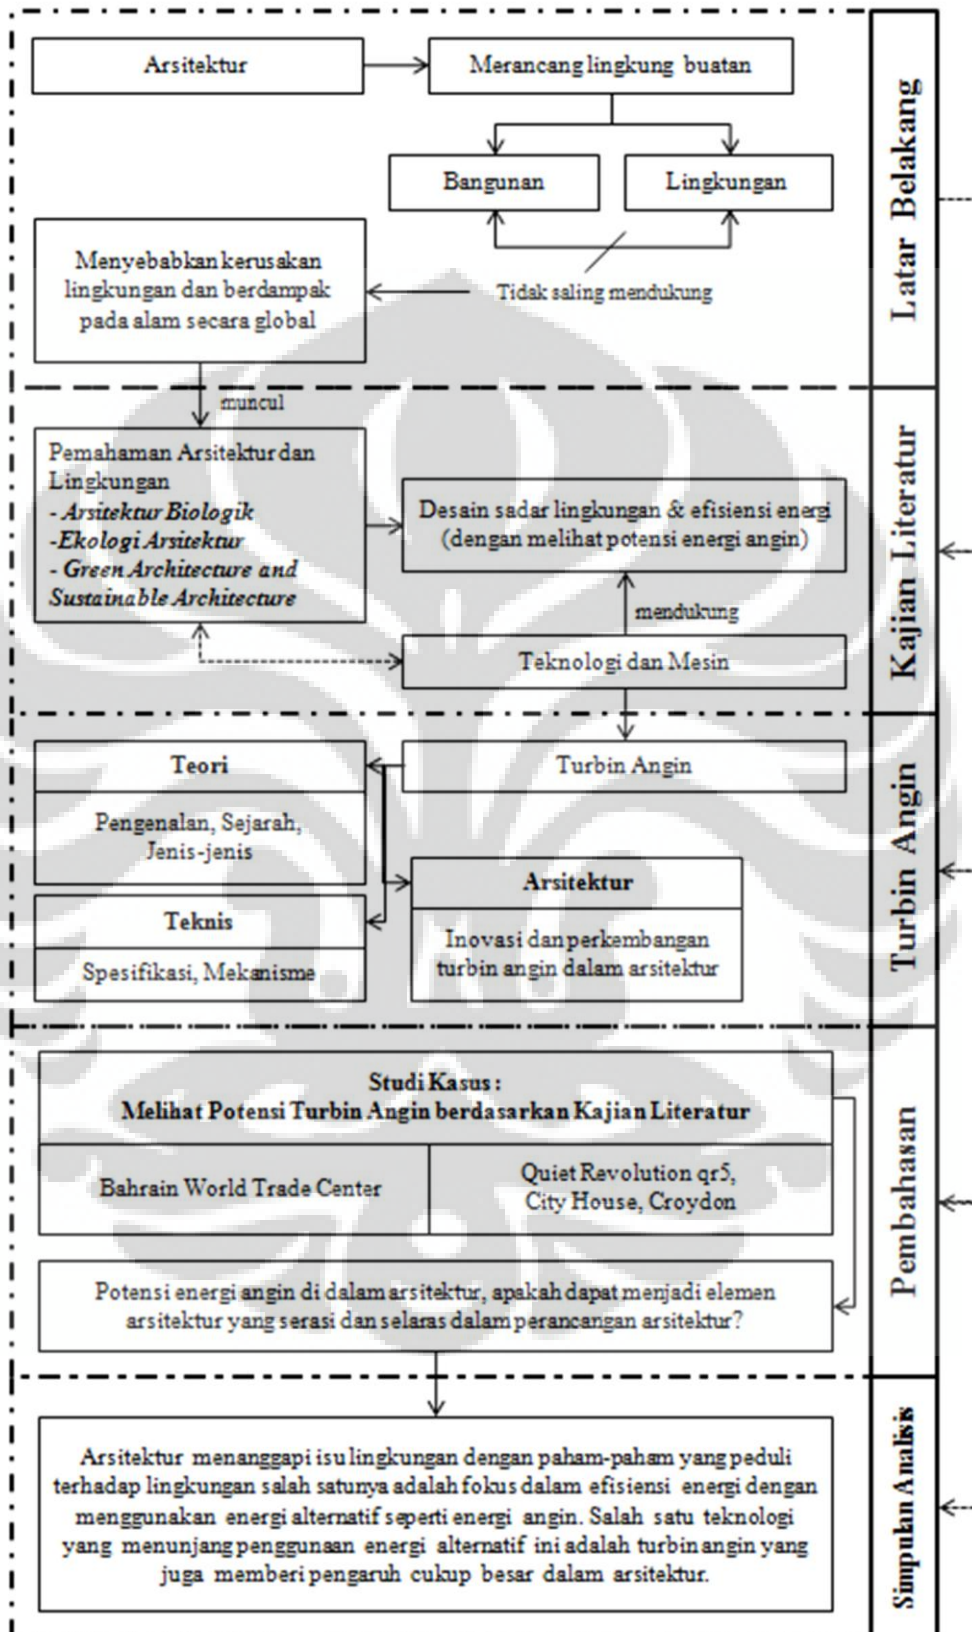 Arsitektur
Merancang lingkung buatan
Bangunan
Lingkungan
Tidak saling mendukung
Menyebabkan kerusakan
lingkungan dan berdampak
pada alam secara global
Latar Belakang
muncul
Pemahaman Arsitektur dan
Lingkungan
- Arsitektur Biologik
-Ekologi Arsitektur
- Green Architecture and
Sustainable Architecture
Desain sadar lingkungan & efisiensi energi
(dengan melihat potensi energi angin)
mendukung
Teknologi dan Mesin
Kajian Literatur
Turbin Angin
Teori
Pengenalan, Sejarah,
Jenis-jenis
Teknis
Spesifikasi, Mekanisme
Arsitektur
Inovasi dan perkembangan
turbin angin dalam arsitektur
Turbin Angin
Studi Kasus :
Melihat Potensi Turbin Angin berdasarkan Kajian Literatur
Bahrain World Trade Center
Quiet Revolution qr5,
City House, Croydon
Potensi energi angin di dalam arsitektur, apakah dapat menjadi elemen
arsitektur yang serasi dan selaras dalam perancangan arsitektur?
Pembahasan
Arsitektur menanggapi isu lingkungan dengan paham-paham yang peduli
terhadap lingkungan salah satunya adalah fokus dalam efisiensi energi dengan
menggunakan energi alternatif seperti energi angin. Salah satu teknologi
yang menunjang penggunaan energi alternatif ini adalah turbin angin yang
juga memberi pengaruh cukup besar dalam arsitektur.
Simpulan Analisis